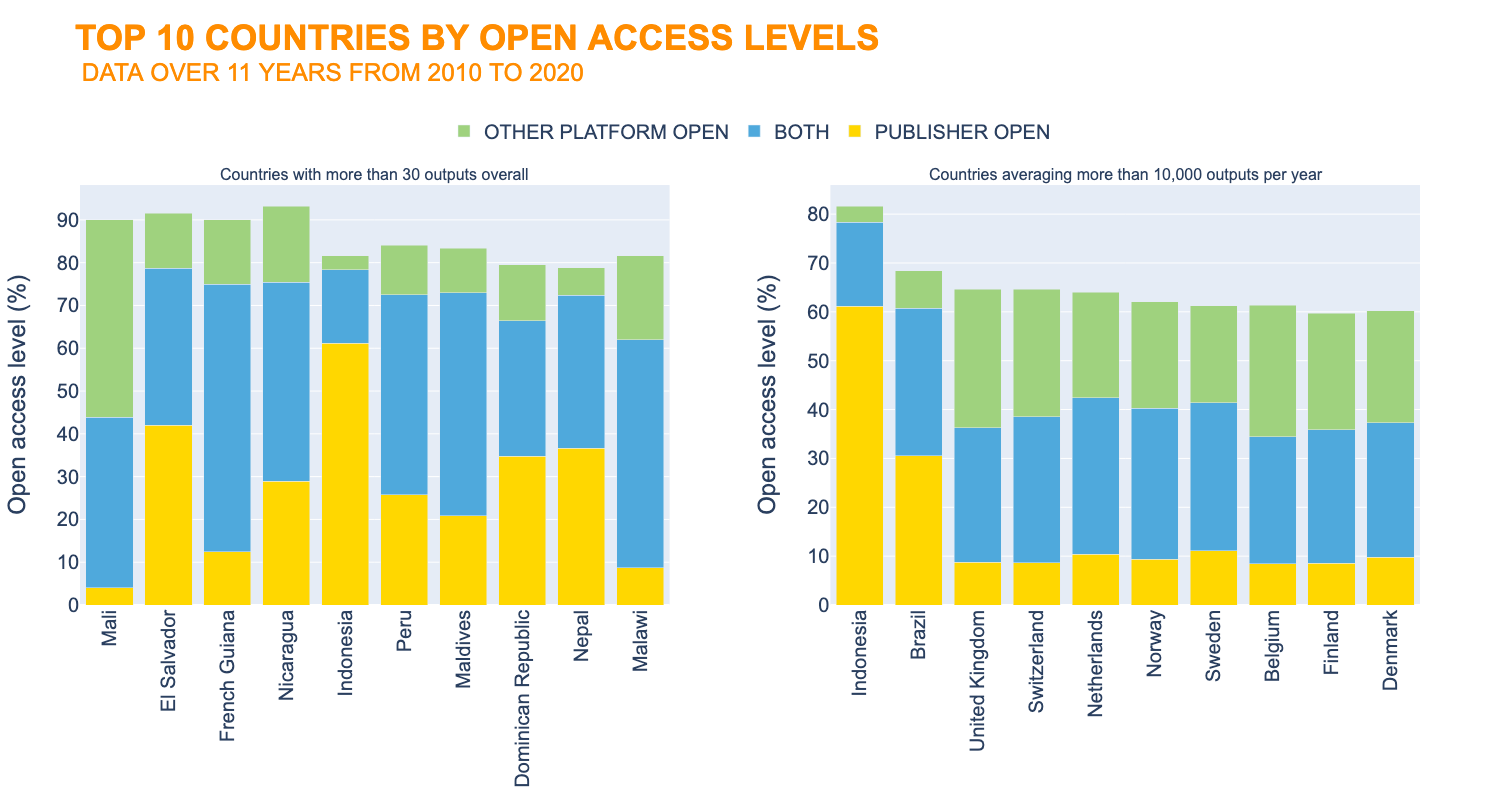 TOP 10 COUNTRIES BY OPEN ACCESS LEVELS
DATA OVER 11 YEARS FROM 2010 TO 2020
OTHER PLATFORM OPEN
BOTH
PUBLISHER OPEN
Countries with more than 30 outputs overall
Open access level (%)
90
80
70
60
50
40
30
20
10
0
Mali
El Salvador
French Guiana
Nicaragua
Indonesia
Peru
Maldives
Dominican Republic
Nepal
Malawi
Countries averaging more than 10,000 outputs per year
Open access level (%)
80
70
60
50
40
30
20
10
0
Indonesia
Brazil
United Kingdom
Switzerland
Netherlands
Norway
Sweden
Belgium
Finland
Denmark